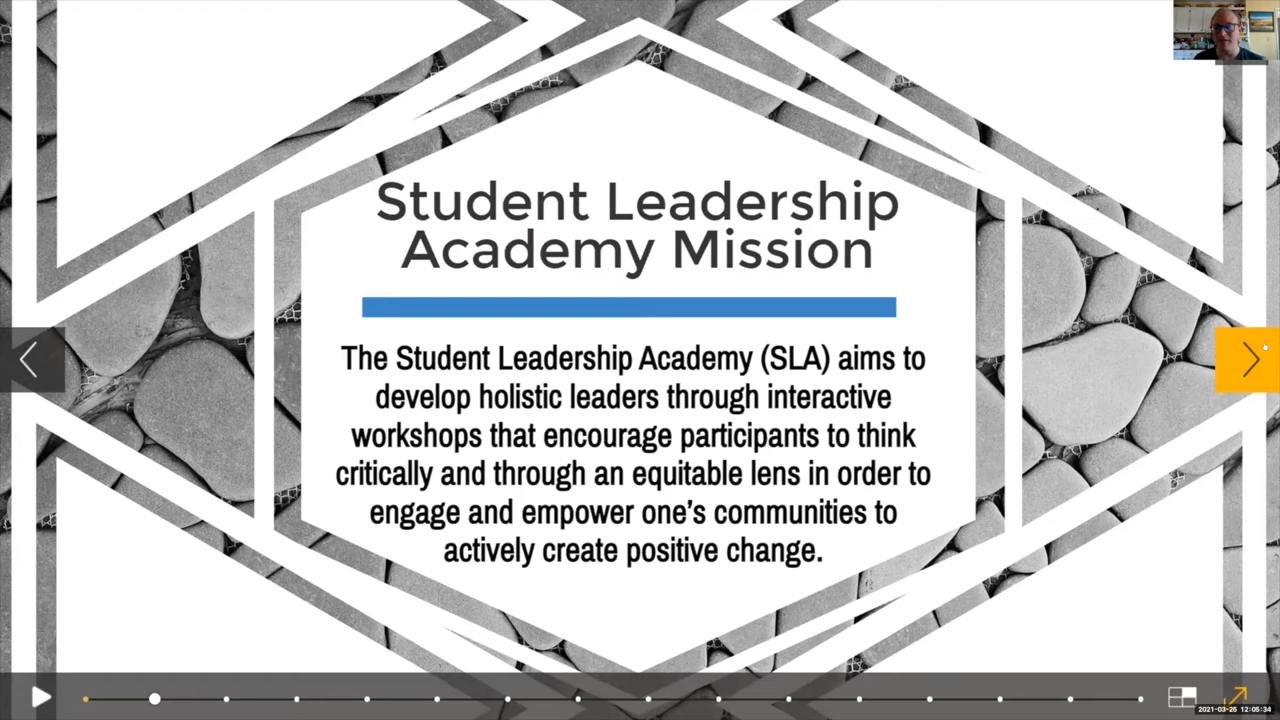 Student Leadership
Academy Mission
The Student Leadership Academy (SLA) aims to
develop holistic leaders through interactive
workshops that encourage participants to think
critically and through an equitable lens in order to
engage and empower one's communities to
actively create positive change.
2021-03-25 12:05:34